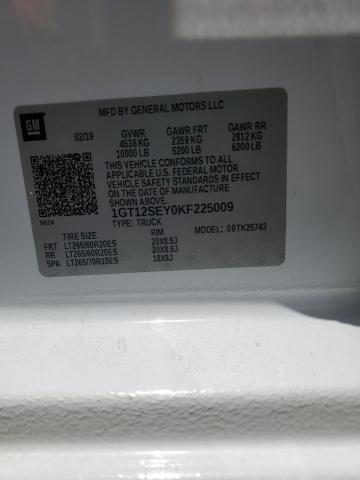 GM
MFD BY GENERAL MOTORS LLC
02/19 GVWR GAWR FRT GAWR RR
4536 KG 2359 KG 2812 KG
10000 LB 5200 LB 6200 LB
THIS VEHICLE CONFORMS TO ALL APPLICABLE
FEDERAL MOTOR VEHICLE SAFETY
STANDARDS IN EFFECT
ON THE DATE OF MANUFACTURE
SHOWN ABOVE.
1GT12SEY0KF225009
TYPE: TRUCK
TIRE SIZE RIM 09TK25743
FRT LT265/60R20ES 20X8.5J
RR LT265/60R20ES 20X8.5J
SPA LT265/70R18ES 18X8J